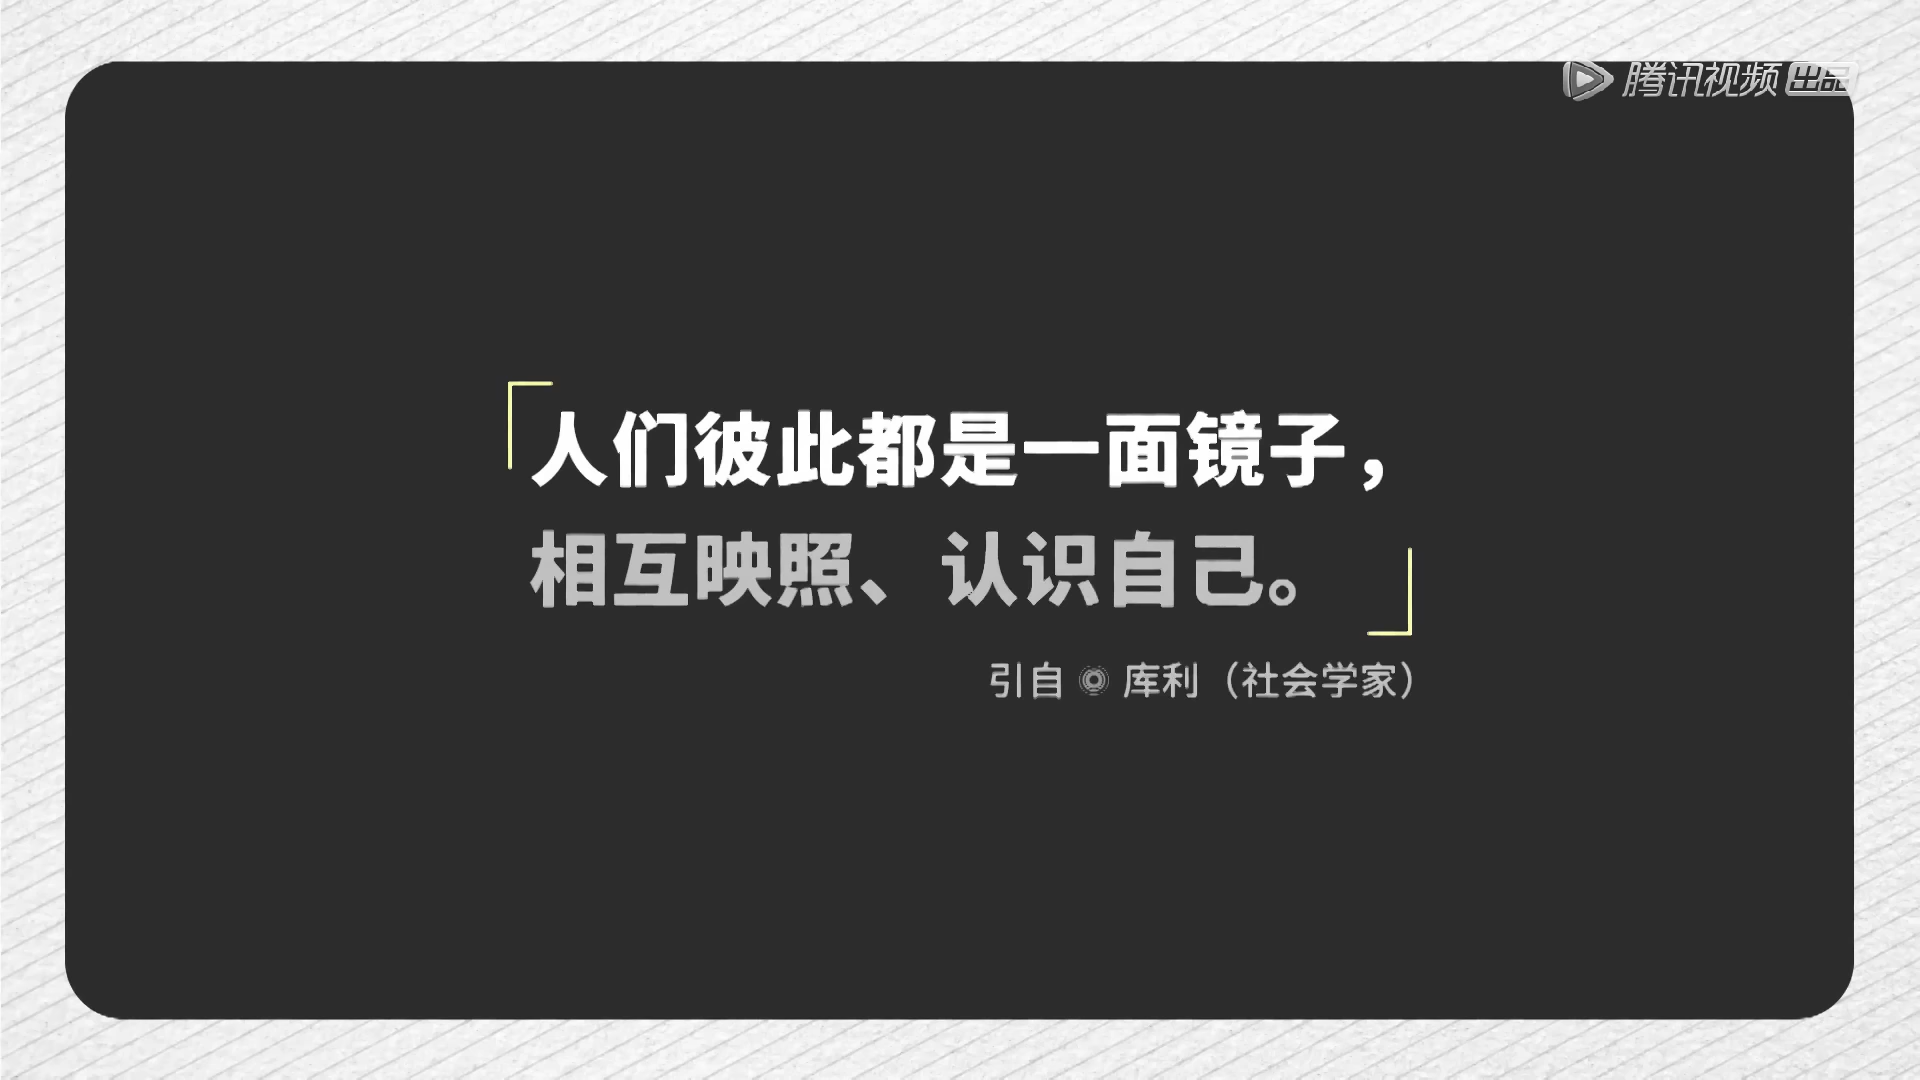 腾讯视频 出品
人们彼此都是一面镜子，
相互映照、认识自己。
引自 库利（社会学家）